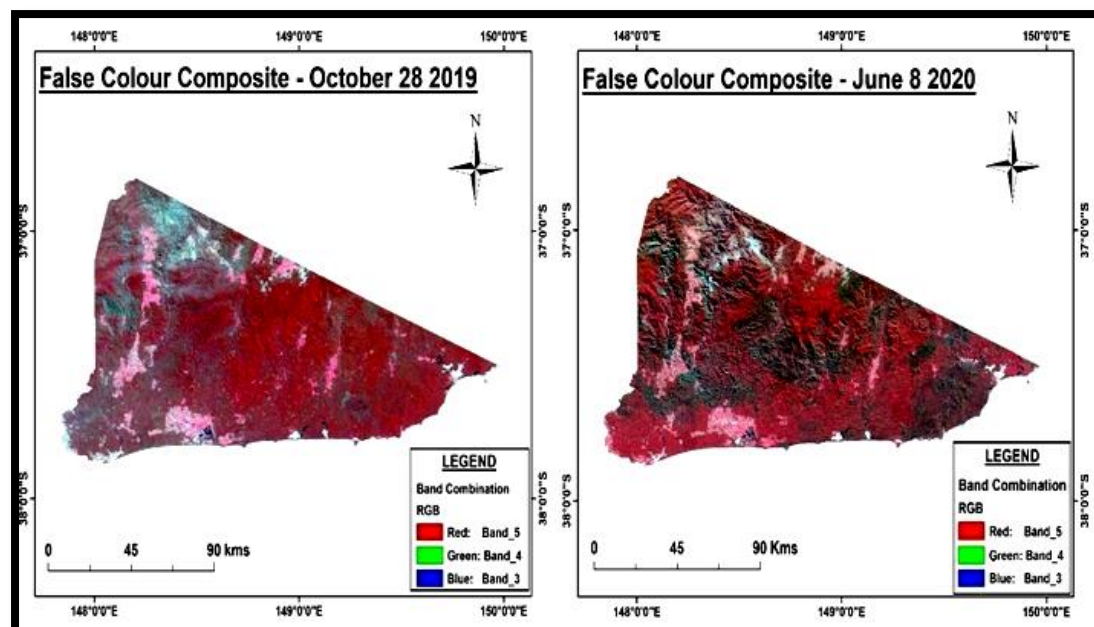 148°0'0"E 149°0'0"E 150°0'0"E
False Colour Composite - October 28 2019
N
37°0'0"S 37°0'0"S
38°0'0"S 38°0'0"S
LEGEND
Band Combination
RGB
Red: Band_5
Green: Band_4
Blue: Band_3
0 45 90 Kms
148°0'0"E 149°0'0"E 150°0'0"E
148°0'0"E 149°0'0"E 150°0'0"E
False Colour Composite - June 8 2020
N
37°0'0"S 37°0'0"S
38°0'0"S 38°0'0"S
LEGEND
Band Combination
RGB
Red: Band_5
Green: Band_4
Blue: Band_3
0 45 90 Kms
148°0'0"E 149°0'0"E 150°0'0"E